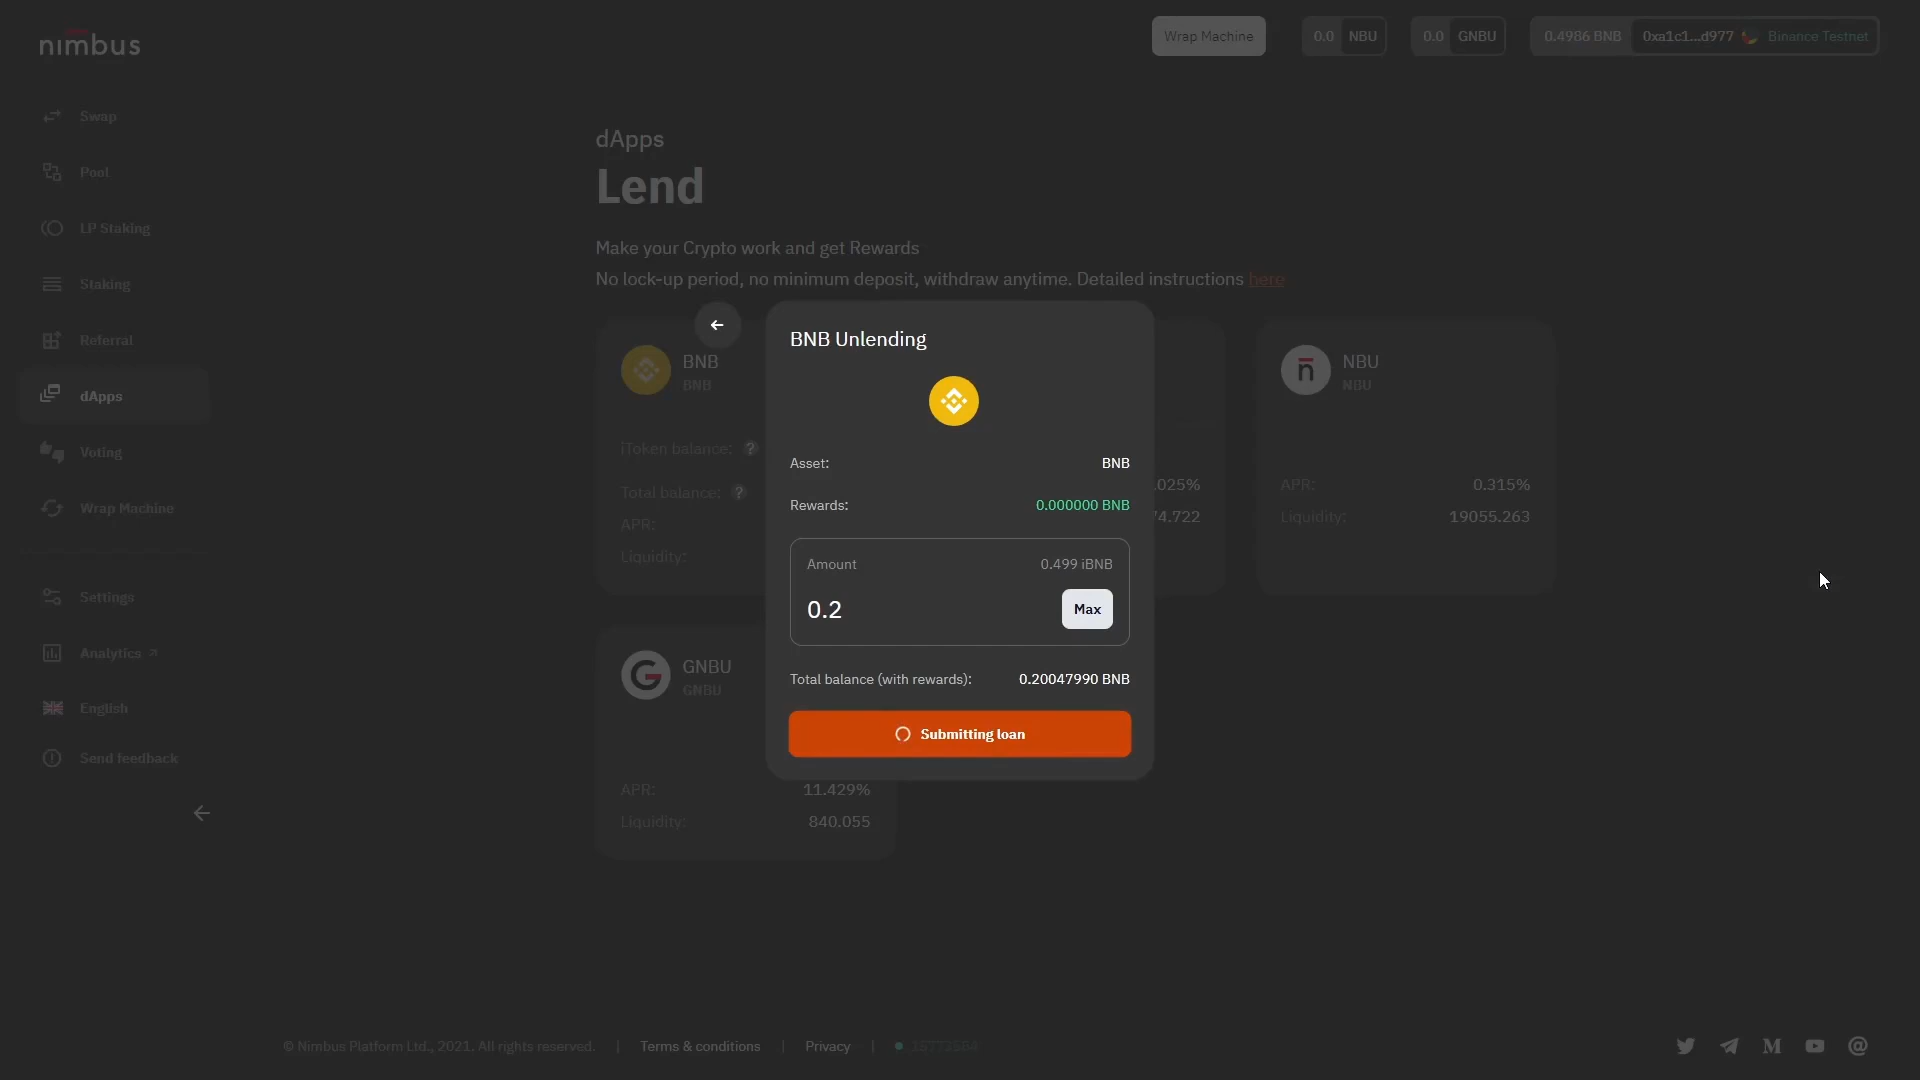 nimbus
Wrap Machine
0.0 NBU
0.0 GNBU
0.4986 BNB 0xa1c1...d977 Binance Testnet
Swap
Pool
LP Staking
Staking
Referral
dApps
Voting
Wrap Machine
Settings
Analytics
English
Send feedback
dApps
Lend
Make your Crypto work and get Rewards
No lock-up period, no minimum deposit, withdraw anytime. Detailed instructions here
BNB
BNB
iToken balance: ?
Total balance: ?
APR:
Liquidity:
BNB Unlending
Asset: BNB
Rewards: 0.000000 BNB
Amount 0.499 iBNB
0.2 Max
Total balance (with rewards): 0.20047990 BNB
Submitting loan
.025%
74.722
NBU
NBU
APR: 0.315%
Liquidity: 19055.263
GNBU
GNBU
APR: 11.429%
Liquidity: 840.055
© Nimbus Platform Ltd., 2021. All rights reserved. | Terms & conditions | Privacy |